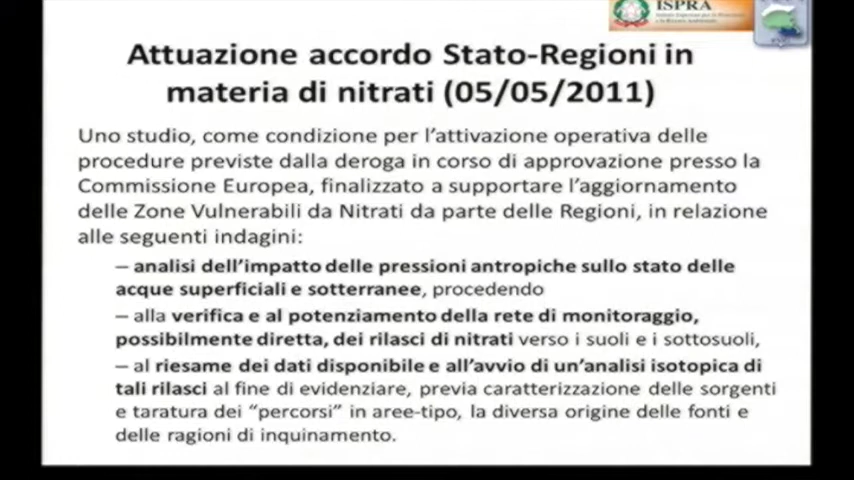 ISPRA
Attuazione accordo Stato-Regioni in
materia di nitrati (05/05/2011)
Uno studio, come condizione per l'attivazione operativa delle
procedure previste dalla deroga in corso di approvazione presso la
Commissione Europea, finalizzato a supportare l'aggiornamento
delle Zone Vulnerabili da Nitrati da parte delle Regioni, in relazione
alle seguenti indagini:
– analisi dell'impatto delle pressioni antropiche sullo stato delle
acque superficiali e sotterranee, procedendo
– alla verifica e al potenziamento della rete di monitoraggio,
possibilmente diretta, dei rilasci di nitrati verso i suoli e i sottosuoli,
– al riesame dei dati disponibile e all'avvio di un'analisi isotopica di
tali rilasci al fine di evidenziare, previa caratterizzazione delle sorgenti
e taratura dei "percorsi" in aree-tipo, la diversa origine delle fonti e
delle ragioni di inquinamento.